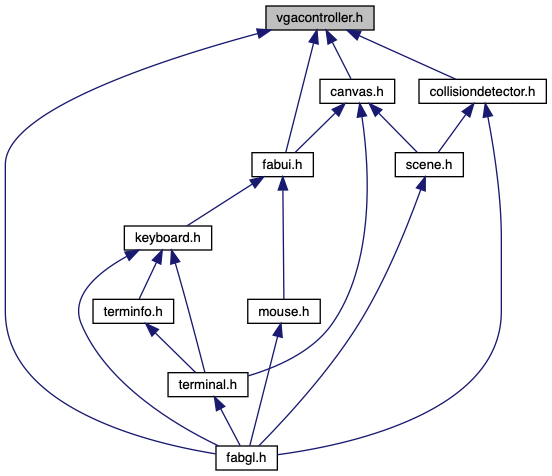 vgacontroller.h
canvas.h
collisiondetector.h
fabui.h
scene.h
keyboard.h
terminfo.h
mouse.h
terminal.h
fabgl.h